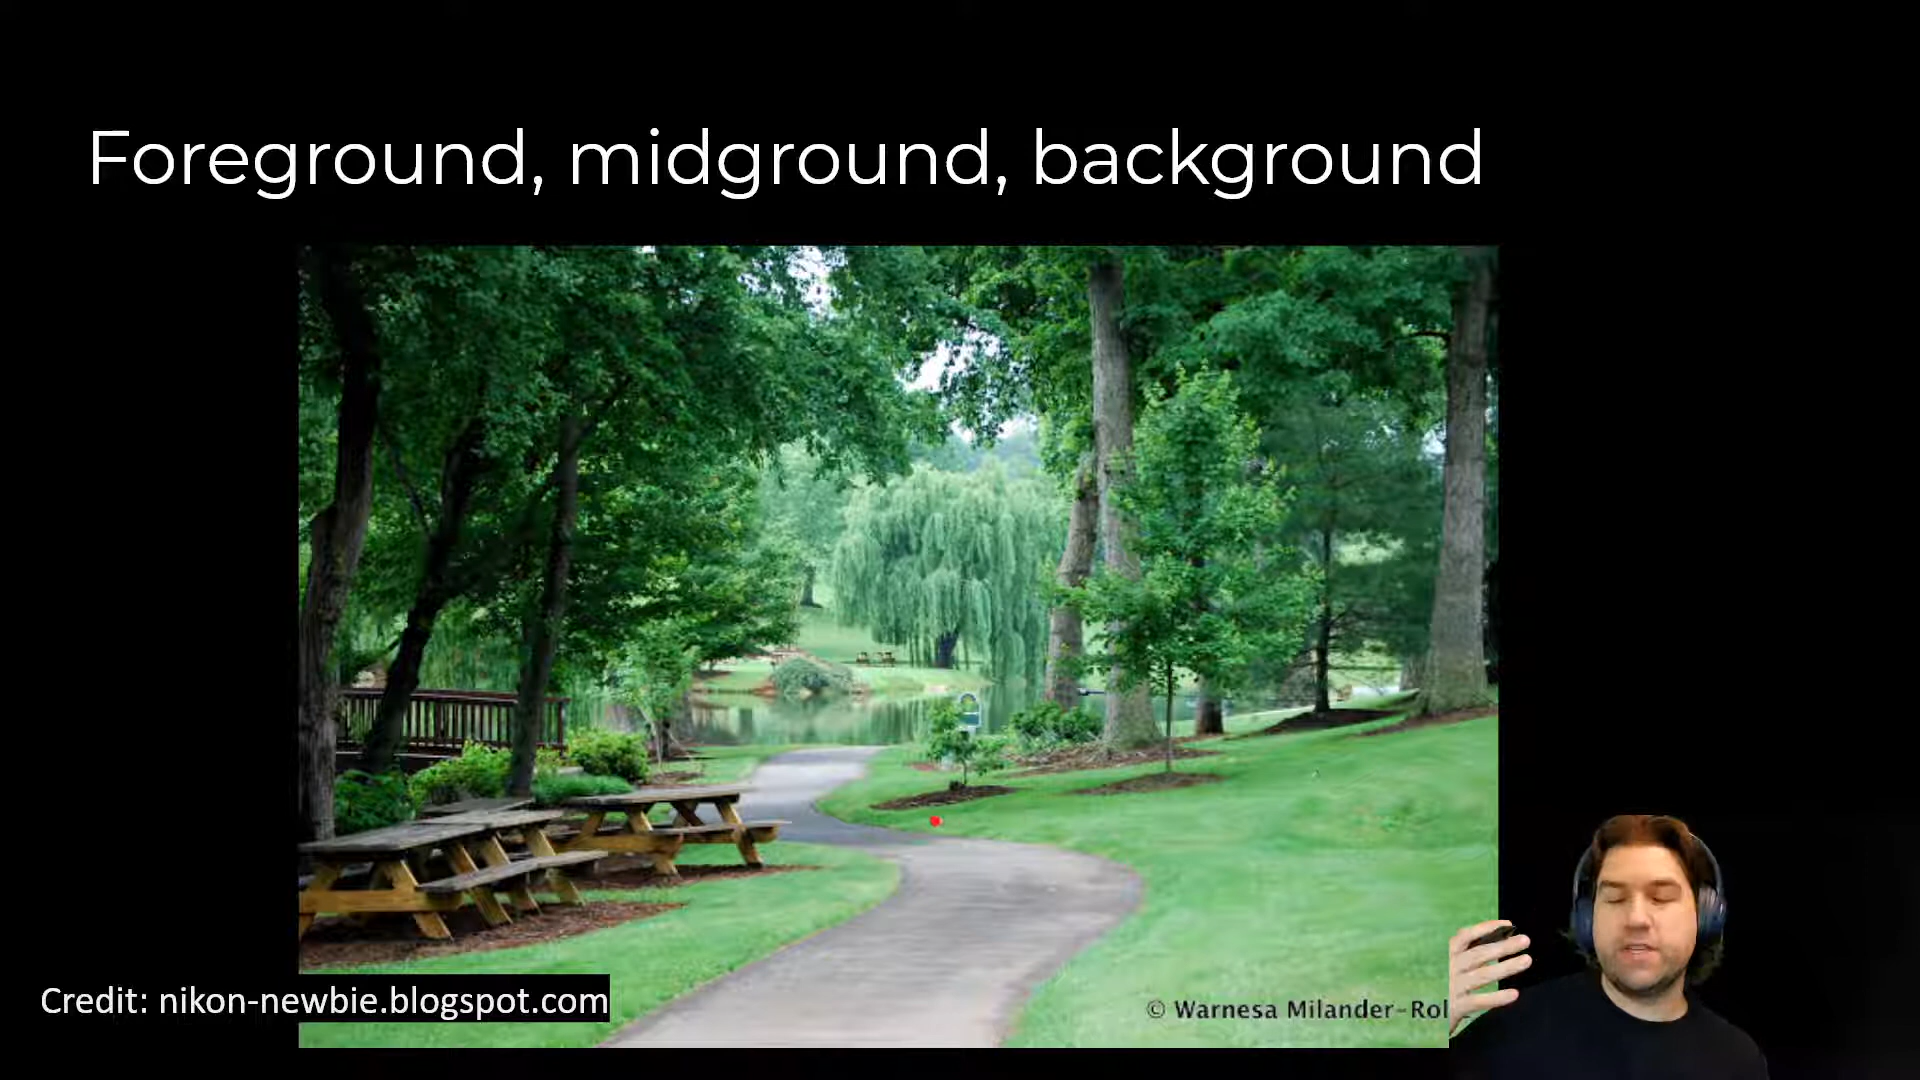 Foreground, midground, background
Credit: nikon-newbie.blogspot.com
© Warnesa Milander-Rol